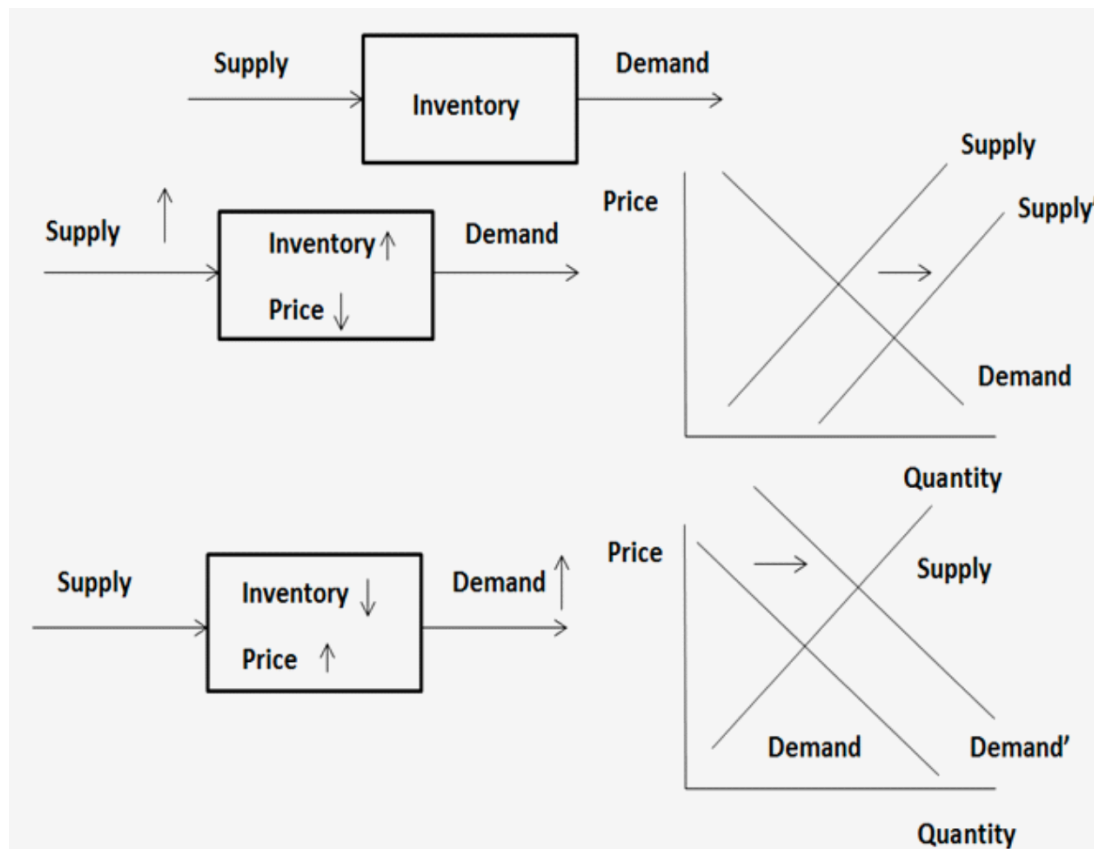 Supply
Demand
Inventory
Supply
Price
Supply'
Supply
Inventory
Demand
Price
Demand
Quantity
Price
Supply
Demand
Supply
Inventory
Price
Demand
Demand’
Quantity